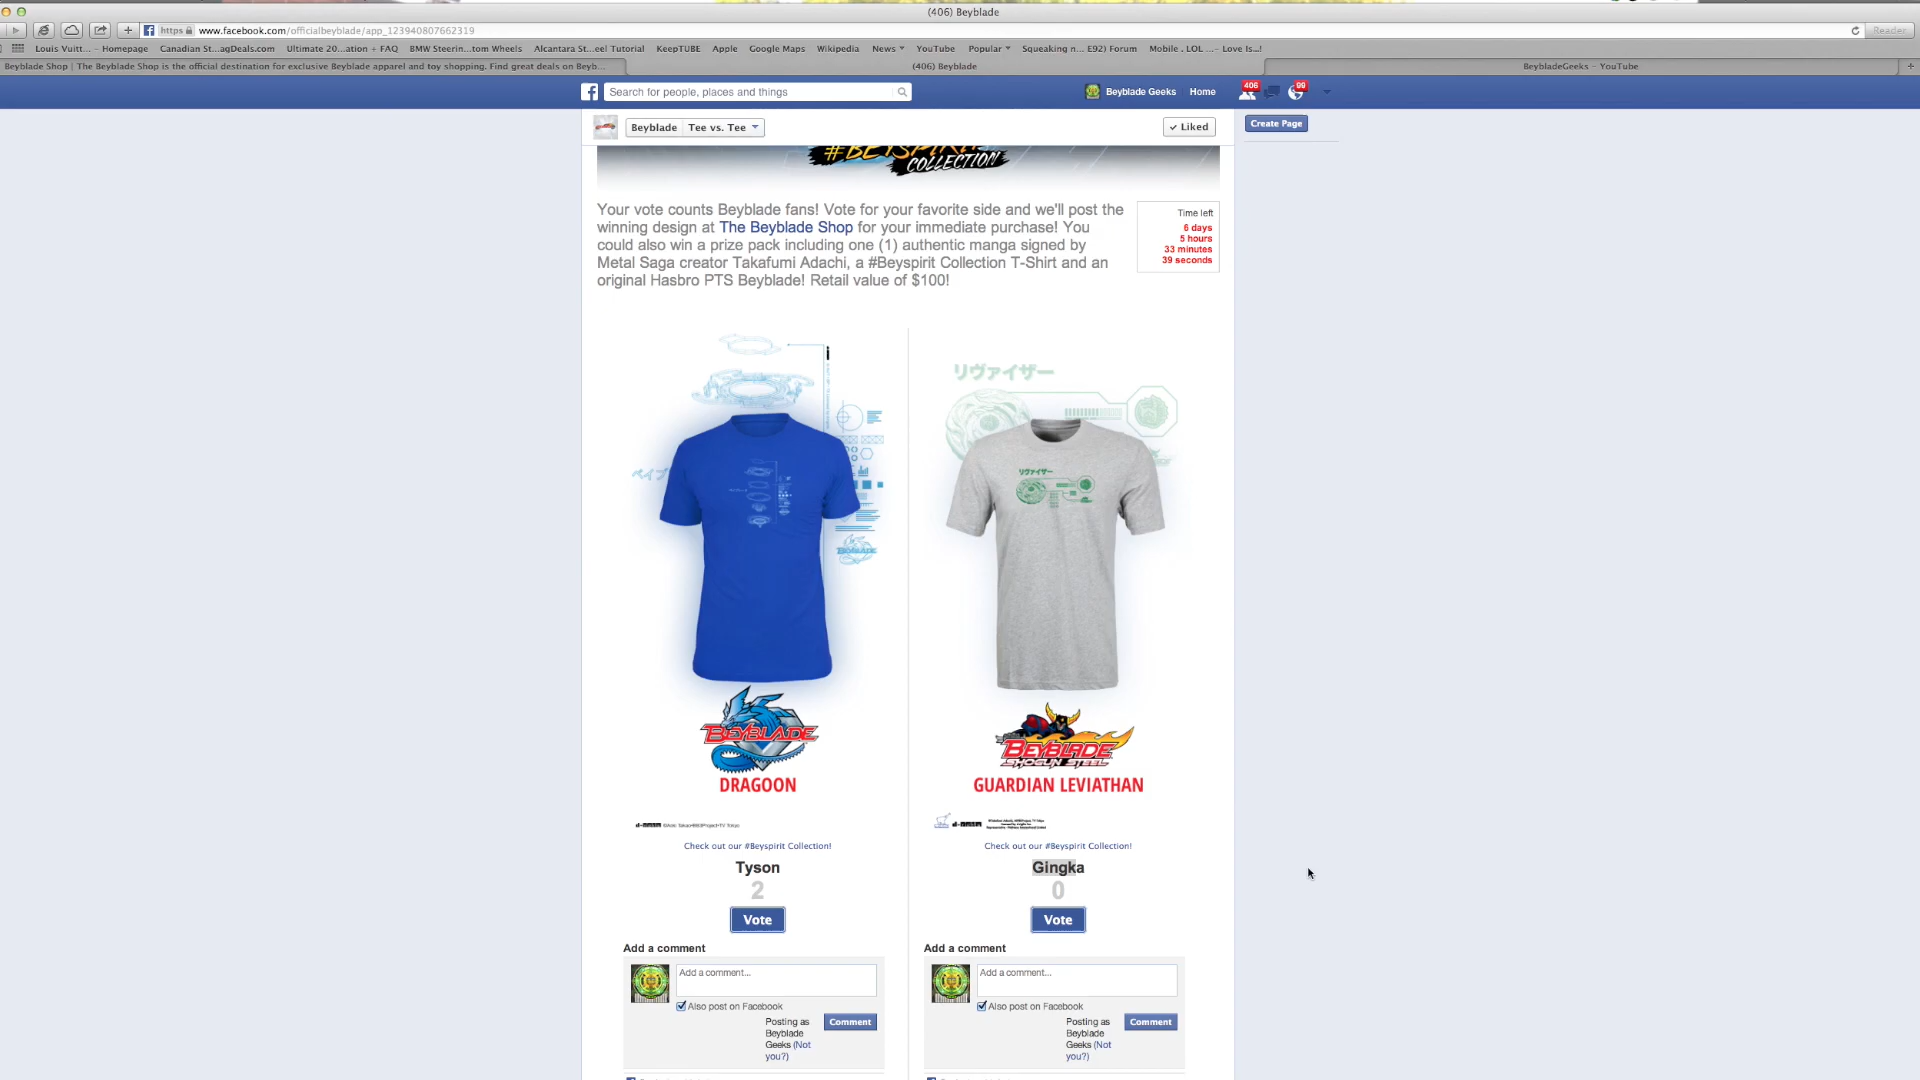 (406) Beyblade
https www.facebook.com/officialbeyblade/app_123940807662319
Reader
Louis Vuitt... – Homepage Canadian St...agDeals.com Ultimate 20...ation + FAQ BMW Steerin...tom Wheels Alcantara St...eel Tutorial KeepTUBE Apple Google Maps Wikipedia News YouTube Popular Squeaking n... E92) Forum Mobile . LOL ...– Love Is...!
Beyblade Shop | The Beyblade Shop is the official destination for exclusive Beyblade apparel and toy shopping. Find great deals on Beyb... (406) Beyblade BeybladeGeeks – YouTube
Search for people, places and things Beyblade Geeks Home 406 99
Beyblade Tee vs. Tee Liked Create Page
#BEYSPIRIT
COLLECTION
Your vote counts Beyblade fans! Vote for your favorite side and we'll post the
winning design at The Beyblade Shop for your immediate purchase! You
could also win a prize pack including one (1) authentic manga signed by
Metal Saga creator Takafumi Adachi, a #Beyspirit Collection T-Shirt and an
original Hasbro PTS Beyblade! Retail value of $100!
Time left
6 days
5 hours
33 minutes
39 seconds
リヴァイザー
リヴァイザー
BEYBLADE
BEYBLADE
BEYBLADE
SHOGUN STEEL
DRAGOON GUARDIAN LEVIATHAN
Check out our #Beyspirit Collection! Check out our #Beyspirit Collection!
Tyson Gingka
2 0
Vote Vote
Add a comment Add a comment
Add a comment... Add a comment...
Also post on Facebook Also post on Facebook
Posting as Comment Posting as Comment
Beyblade Beyblade
Geeks (Not Geeks (Not
you?) you?)